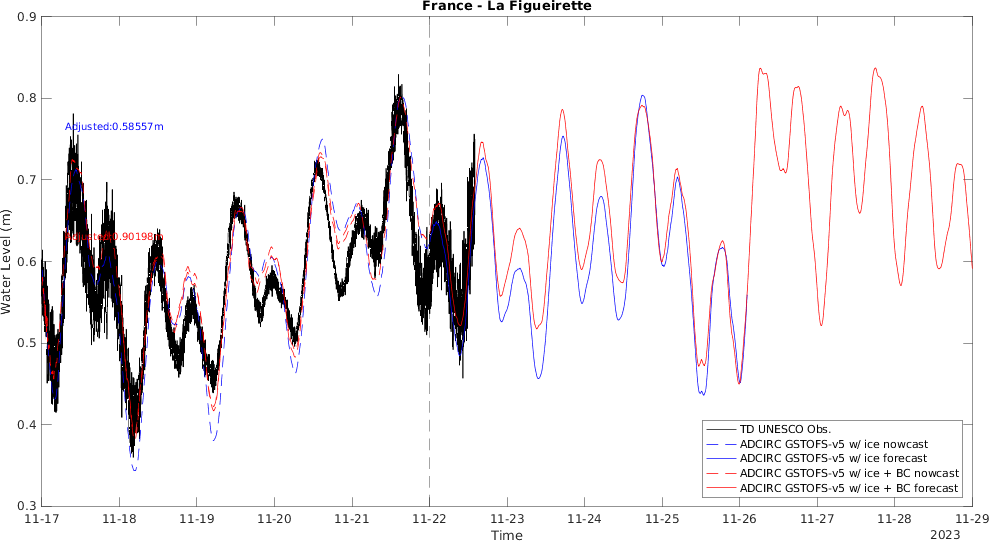 France - La Figueirette
0.9
0.8
0.7
0.6
0.5
0.4
0.3
Water Level (m)
Adjusted:0.58557m
11-17
11-18
11-19
11-20
11-21
11-22
11-23
11-24
11-25
11-26
11-27
11-28
11-29
Time
2023
TD UNESCO Obs.
ADCIRC GSTOFS-v5 w/ ice nowcast
ADCIRC GSTOFS-v5 w/ ice forecast
ADCIRC GSTOFS-v5 w/ ice + BC nowcast
ADCIRC GSTOFS-v5 w/ ice + BC forecast